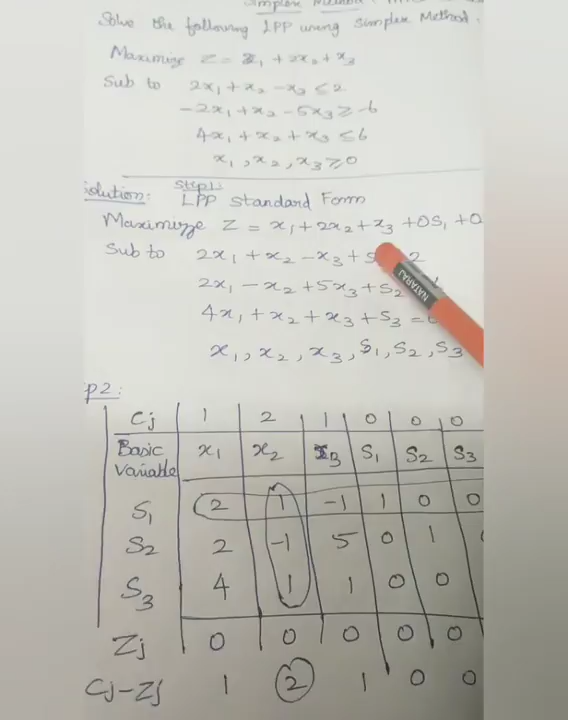 Simplex Method
Solve the following LPP using Simplex Method.
Maximize Z = x₁ + 2x₂ + x₃
Sub to 2x₁ + x₂ - x₃ ≤ 2
-2x₁ + x₂ - 5x₃ ≥ -6
4x₁ + x₂ + x₃ ≤ 6
x₁, x₂, x₃ ≥ 0
Solution: Step1:
LPP Standard Form
Maximize Z = x₁ + 2x₂ + x₃ + 0S₁ + 0
Sub to 2x₁ + x₂ - x₃ + S 2
2x₁ - x₂ + 5x₃ + S₂
4x₁ + x₂ + x₃ + S₃ =
x₁, x₂, x₃, S₁, S₂, S₃
NATARAJ
p2:
Cj 1 2 1 0 0 0
Basic Variable x₁ x₂ x₃ S₁ S₂ S₃
S₁ 2 1 -1 1 0 0
S₂ 2 -1 5 0 1
S₃ 4 1 1 0 0
Zj 0 0 0 0 0
Cj-Zj 1 2 1 0 0